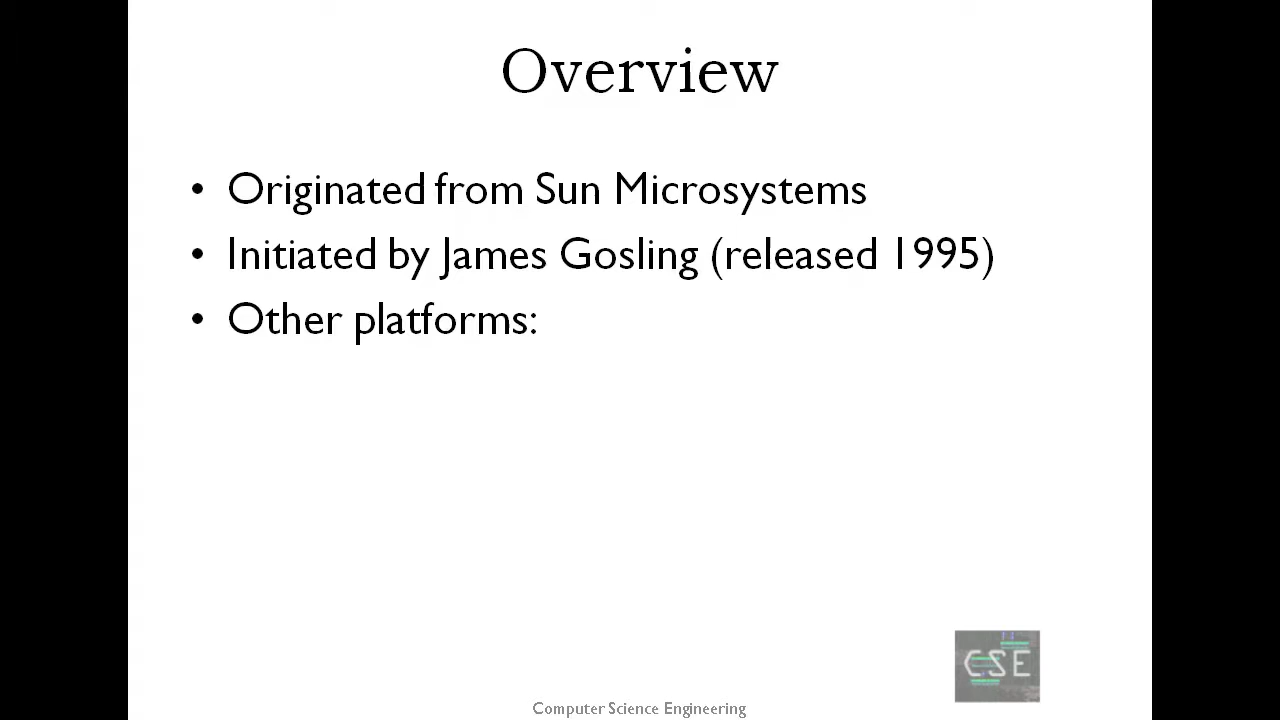 Overview
• Originated from Sun Microsystems
• Initiated by James Gosling (released 1995)
• Other platforms:
CSE
Computer Science Engineering